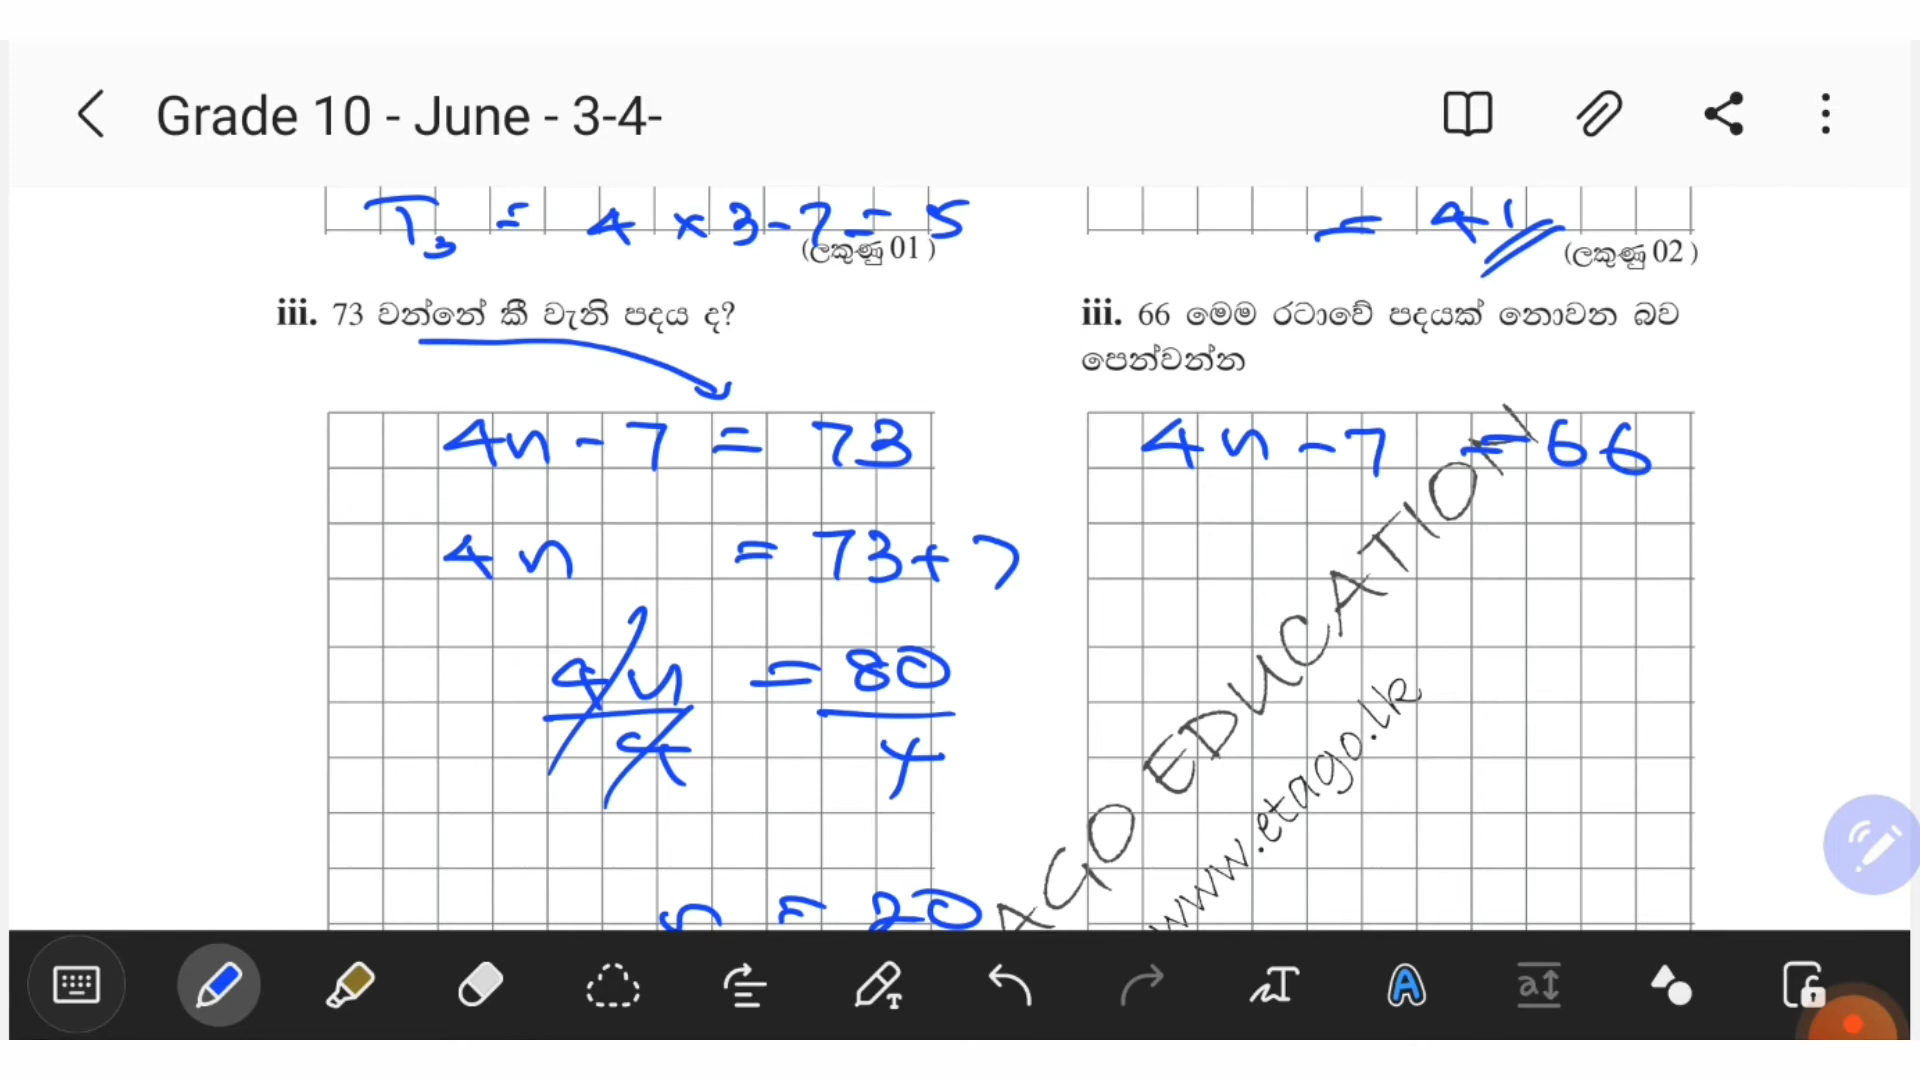 Grade 10 - June - 3-4-
T₃ = 4 × 3 - 7 = 5
(ලකුණු 01)
iii. 73 වන්නේ කී වැනි පදය ද?
4n - 7 = 73
4n = 73 + 7
4n/4 = 80/4
n = 20
= 41
(ලකුණු 02)
iii. 66 මෙම රටාවේ පදයක් නොවන බව
පෙන්වන්න
4n - 7 = 66
AGO EDUCATION
www.etago.lk